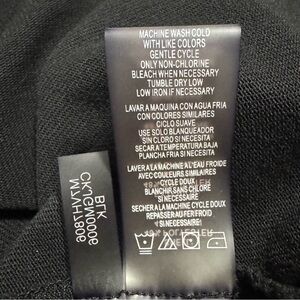 MACHINE WASH COLD
WITH LIKE COLORS
GENTLE CYCLE
ONLY NON-CHLORINE
BLEACH WHEN NECESSARY
TUMBLE DRY LOW
LOW IRON IF NECESSARY
LAVAR A MAQUINA CON AGUA FRIA
CON COLORES SIMILARES
CICLO SUAVE
USE SOLO BLANQUEADOR
SIN CLORO SI NECESITA
SECAR A TEMPERATURA BAJA
PLANCHA FRIA SI NECESITA
LAVER A LA MACHINE A L'EAU FROIDE
AVEC COULEURS SIMILAIRES
CYCLE DOUX
BLANCHIR SANS CHLORE
SI NECESSAIRE
SECHER A LA MACHINE CYCLE DOUX
REPASSER AU FER FROID
SI NECESSAIRE
BFK